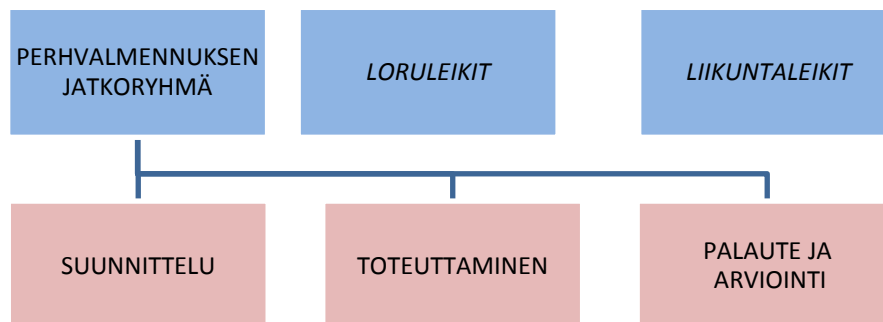 PERHVALMENNUKSEN
JATKORYHMÄ
LORULEIKIT
LIIKUNTALEIKIT
SUUNNITTELU
TOTEUTTAMINEN
PALAUTE JA
ARVIOINTI